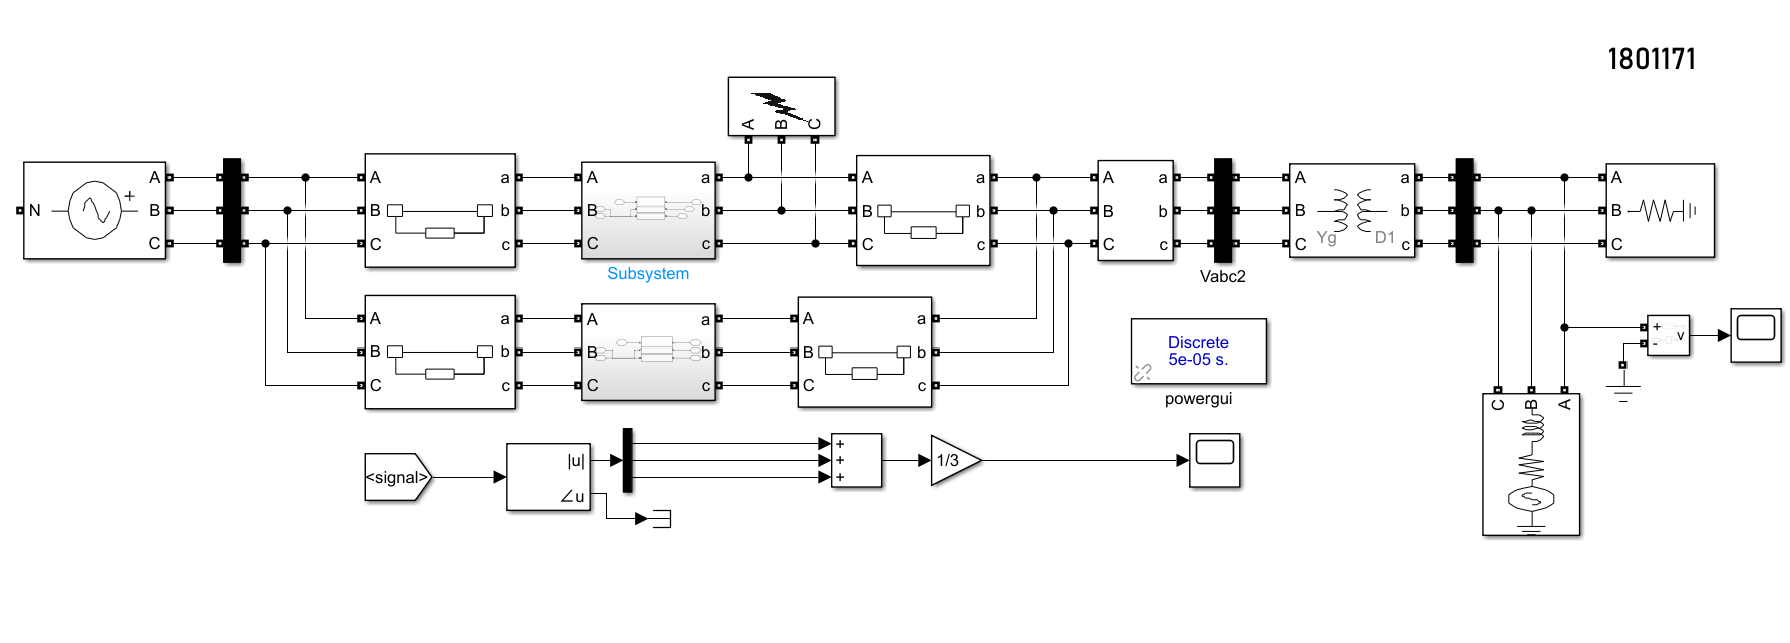 1801171
A
B
C
N
A
B
C
A
B
C
a
b
c
A
B
C
a
b
c
Subsystem
A
B
C
a
b
c
A
B
C
a
b
c
Vabc2
A
B
C
a
b
c
Yg
D1
A
B
C
A
B
C
a
b
c
A
B
C
a
b
c
A
B
C
a
b
c
Discrete
5e-05 s.
powergui
+
-
v
C
B
A
<signal>
|u|
∠u
+
+
+
1/3